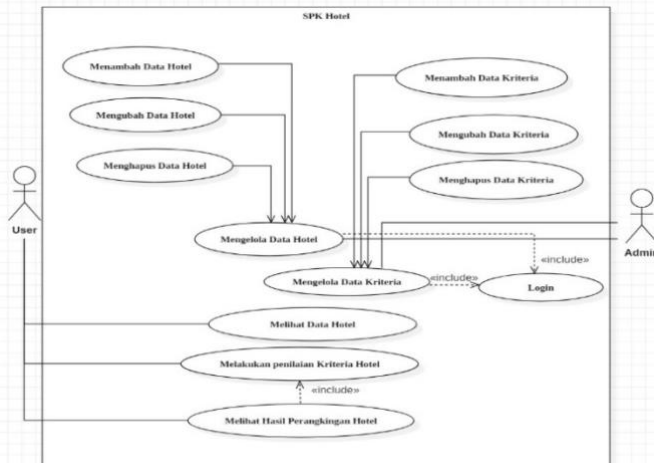 SPK Hotel
Menambah Data Hotel
Menambah Data Kriteria
Mengubah Data Hotel
Mengubah Data Kriteria
Menghapus Data Hotel
Menghapus Data Kriteria
User
Admin
Mengelola Data Hotel
«include»
Mengelola Data Kriteria
«include»
Login
Melihat Data Hotel
Melakukan penilaian Kriteria Hotel
«include»
Melihat Hasil Perangkingan Hotel